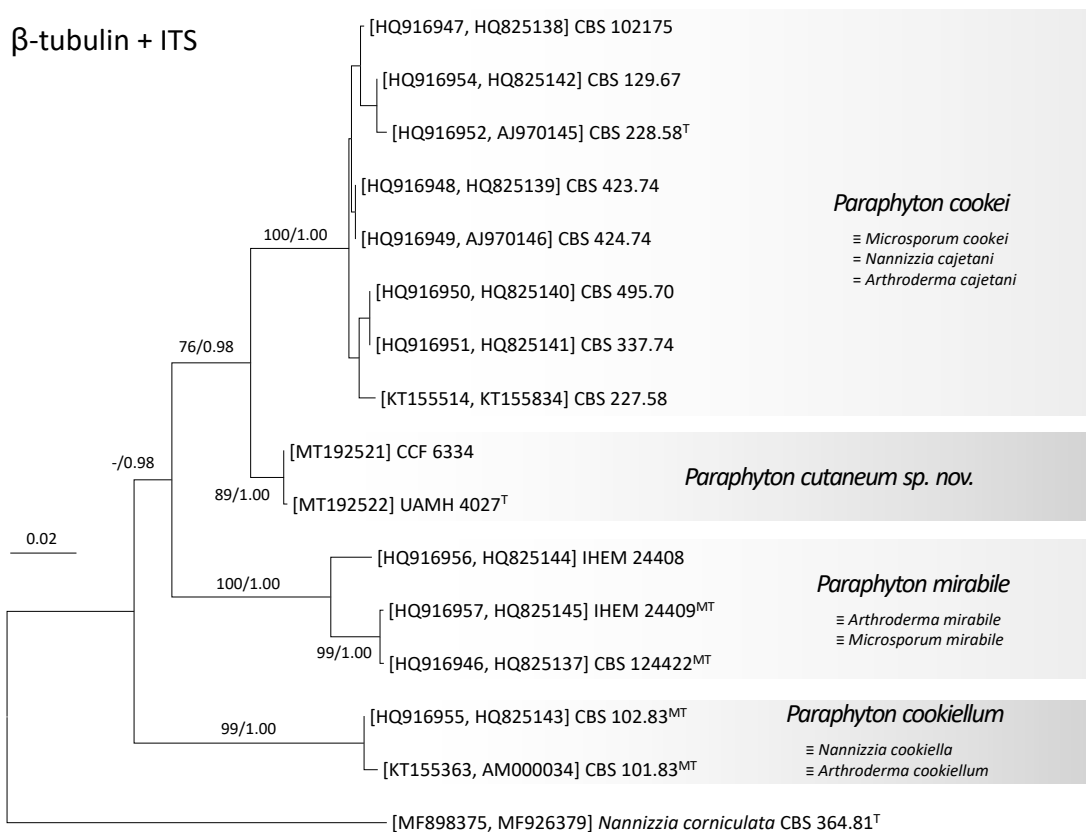 β-tubulin + ITS
[HQ916947, HQ825138] CBS 102175
[HQ916954, HQ825142] CBS 129.67
[HQ916952, AJ970145] CBS 228.58ᵀ
[HQ916948, HQ825139] CBS 423.74
[HQ916949, AJ970146] CBS 424.74
[HQ916950, HQ825140] CBS 495.70
[HQ916951, HQ825141] CBS 337.74
[KT155514, KT155834] CBS 227.58
100/1.00
Paraphyton cookei
≡ Microsporum cookei
= Nannizzia cajetani
= Arthroderma cajetani
76/0.98
[MT192521] CCF 6334
[MT192522] UAMH 4027ᵀ
89/1.00
Paraphyton cutaneum sp. nov.
-/0.98
0.02
[HQ916956, HQ825144] IHEM 24408
[HQ916957, HQ825145] IHEM 24409ᴹᵀ
[HQ916946, HQ825137] CBS 124422ᴹᵀ
100/1.00
99/1.00
Paraphyton mirabile
≡ Arthroderma mirabile
≡ Microsporum mirabile
[HQ916955, HQ825143] CBS 102.83ᴹᵀ
[KT155363, AM000034] CBS 101.83ᴹᵀ
99/1.00
Paraphyton cookiellum
≡ Nannizzia cookiella
≡ Arthroderma cookiellum
[MF898375, MF926379] Nannizzia corniculata CBS 364.81ᵀ